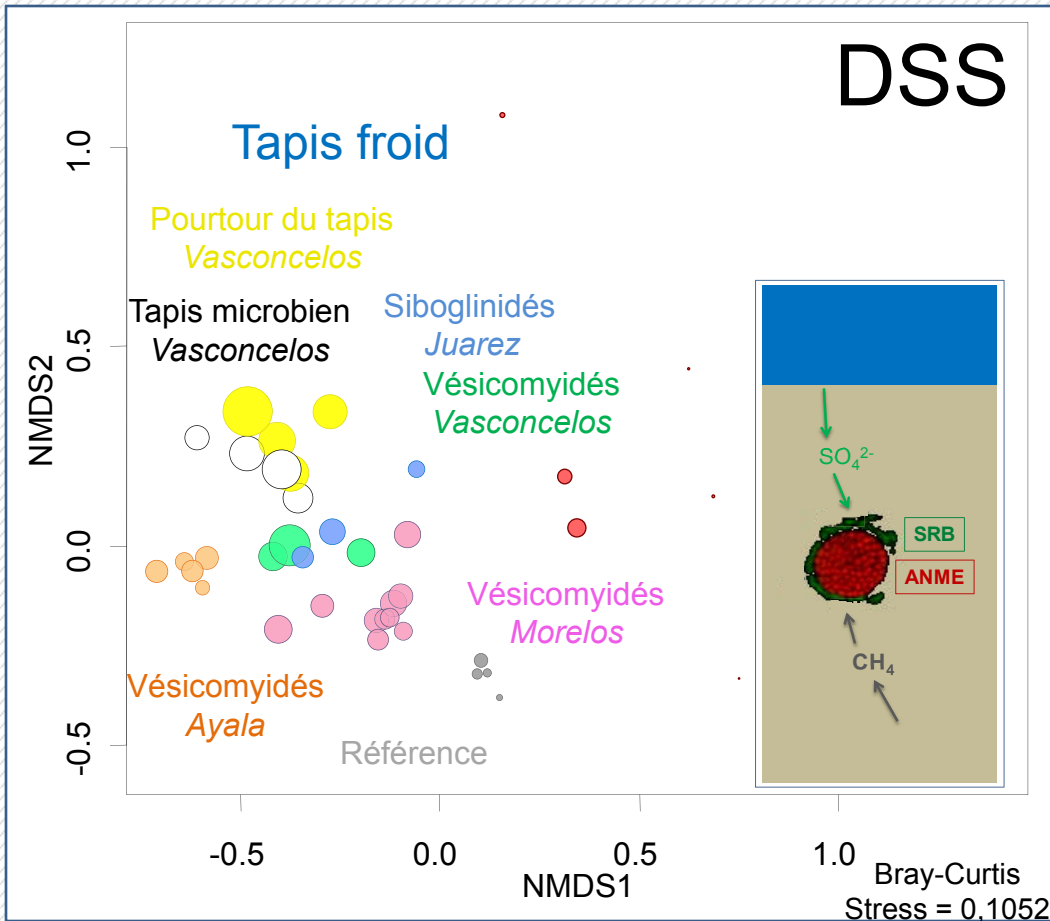 DSS
Tapis froid
Pourtour du tapis
Vasconcelos
Tapis microbien
Vasconcelos
Siboglinidés
Juarez
Vésicomyidés
Vasconcelos
Vésicomyidés
Morelos
Vésicomyidés
Ayala
Référence
SO₄²⁻
SRB
ANME
CH₄
NMDS2
1.0
0.5
0.0
-0.5
-0.5
0.0
0.5
1.0
NMDS1
Bray-Curtis
Stress = 0,1052